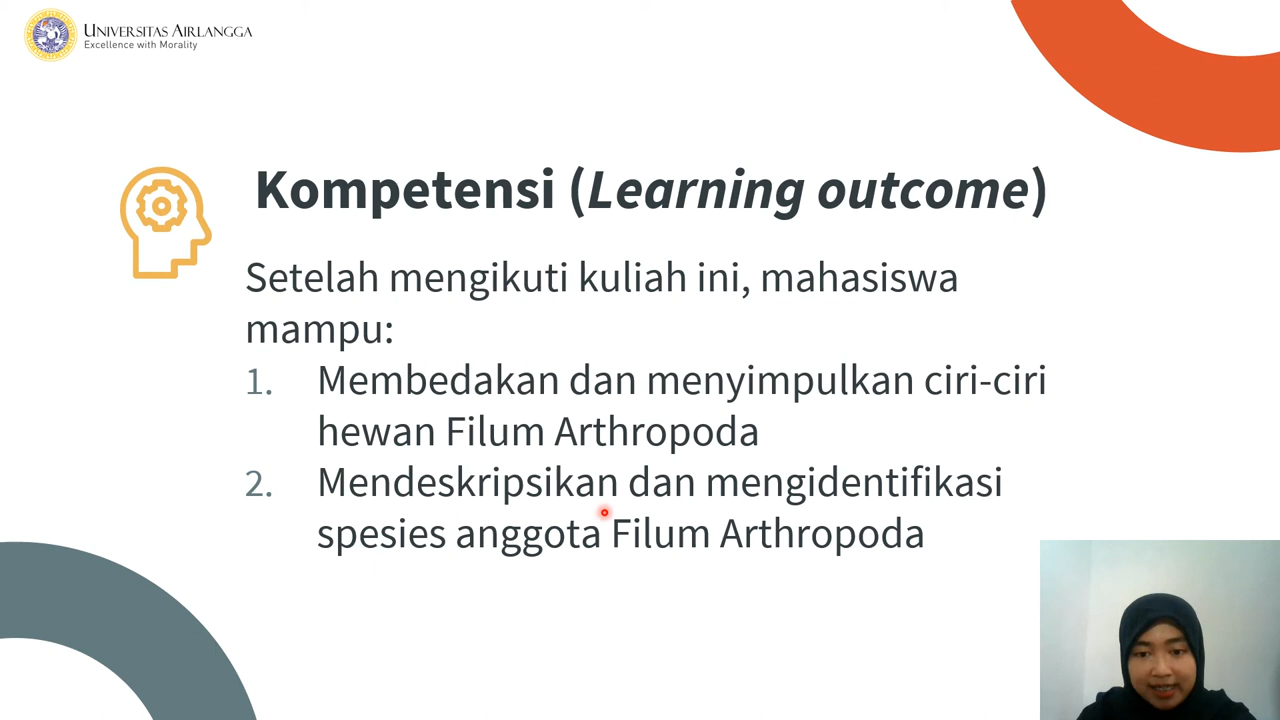 UNIVERSITAS AIRLANGGA
Excellence with Morality
Kompetensi (Learning outcome)
Setelah mengikuti kuliah ini, mahasiswa
mampu:
1. Membedakan dan menyimpulkan ciri-ciri
hewan Filum Arthropoda
2. Mendeskripsikan dan mengidentifikasi
spesies anggota Filum Arthropoda